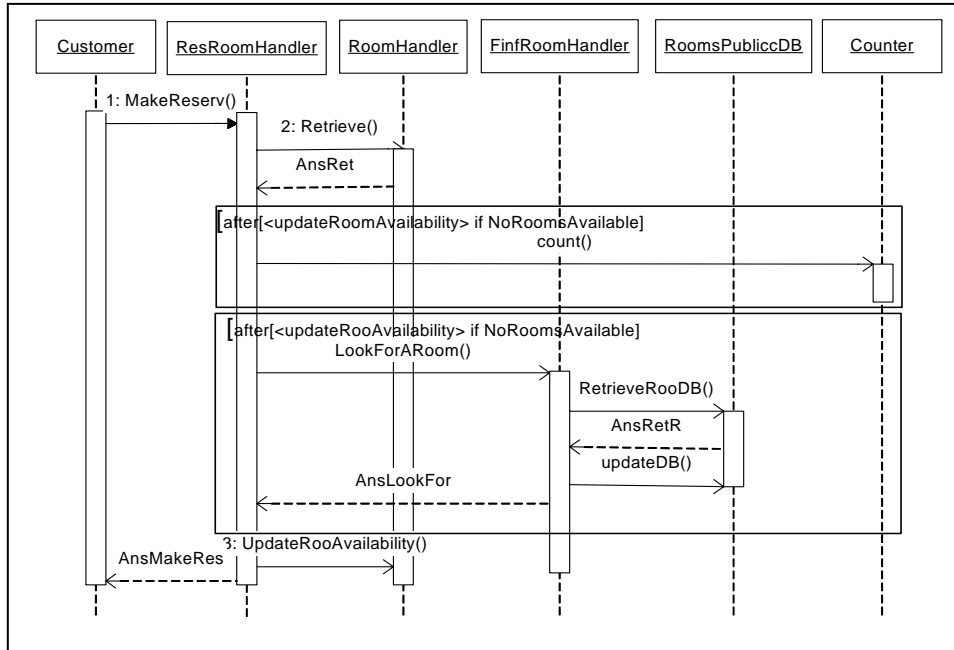 Customer
ResRoomHandler
RoomHandler
FinfRoomHandler
RoomsPubliccDB
Counter
1: MakeReserv()
2: Retrieve()
AnsRet
[after[<updateRoomAvailability> if NoRoomsAvailable]
count()
[after[<updateRooAvailability> if NoRoomsAvailable]
LookForARoom()
RetrieveRooDB()
AnsRetR
updateDB()
AnsLookFor
3: UpdateRooAvailability()
AnsMakeRes